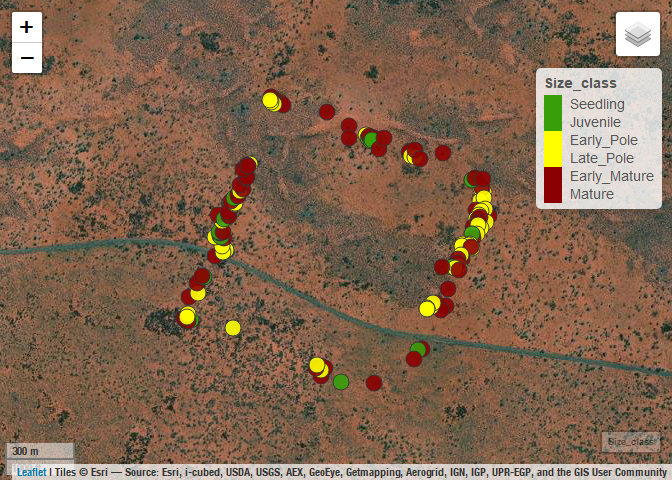 +
−
Size_class
Seedling
Juvenile
Early_Pole
Late_Pole
Early_Mature
Mature
Size_class
300 m
Leaflet | Tiles © Esri — Source: Esri, i-cubed, USDA, USGS, AEX, GeoEye, Getmapping, Aerogrid, IGN, IGP, UPR-EGP, and the GIS User Community